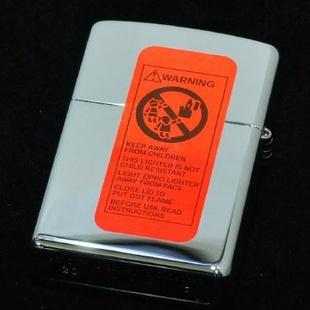 WARNING
KEEP AWAY
FROM CHILDREN
THIS LIGHTER IS NOT
CHILD RESISTANT
LIGHT ZIPPO LIGHTER
AWAY FROM FACE
CLOSE LID TO
PUT OUT FLAME
BEFORE USE READ
INSTRUCTIONS